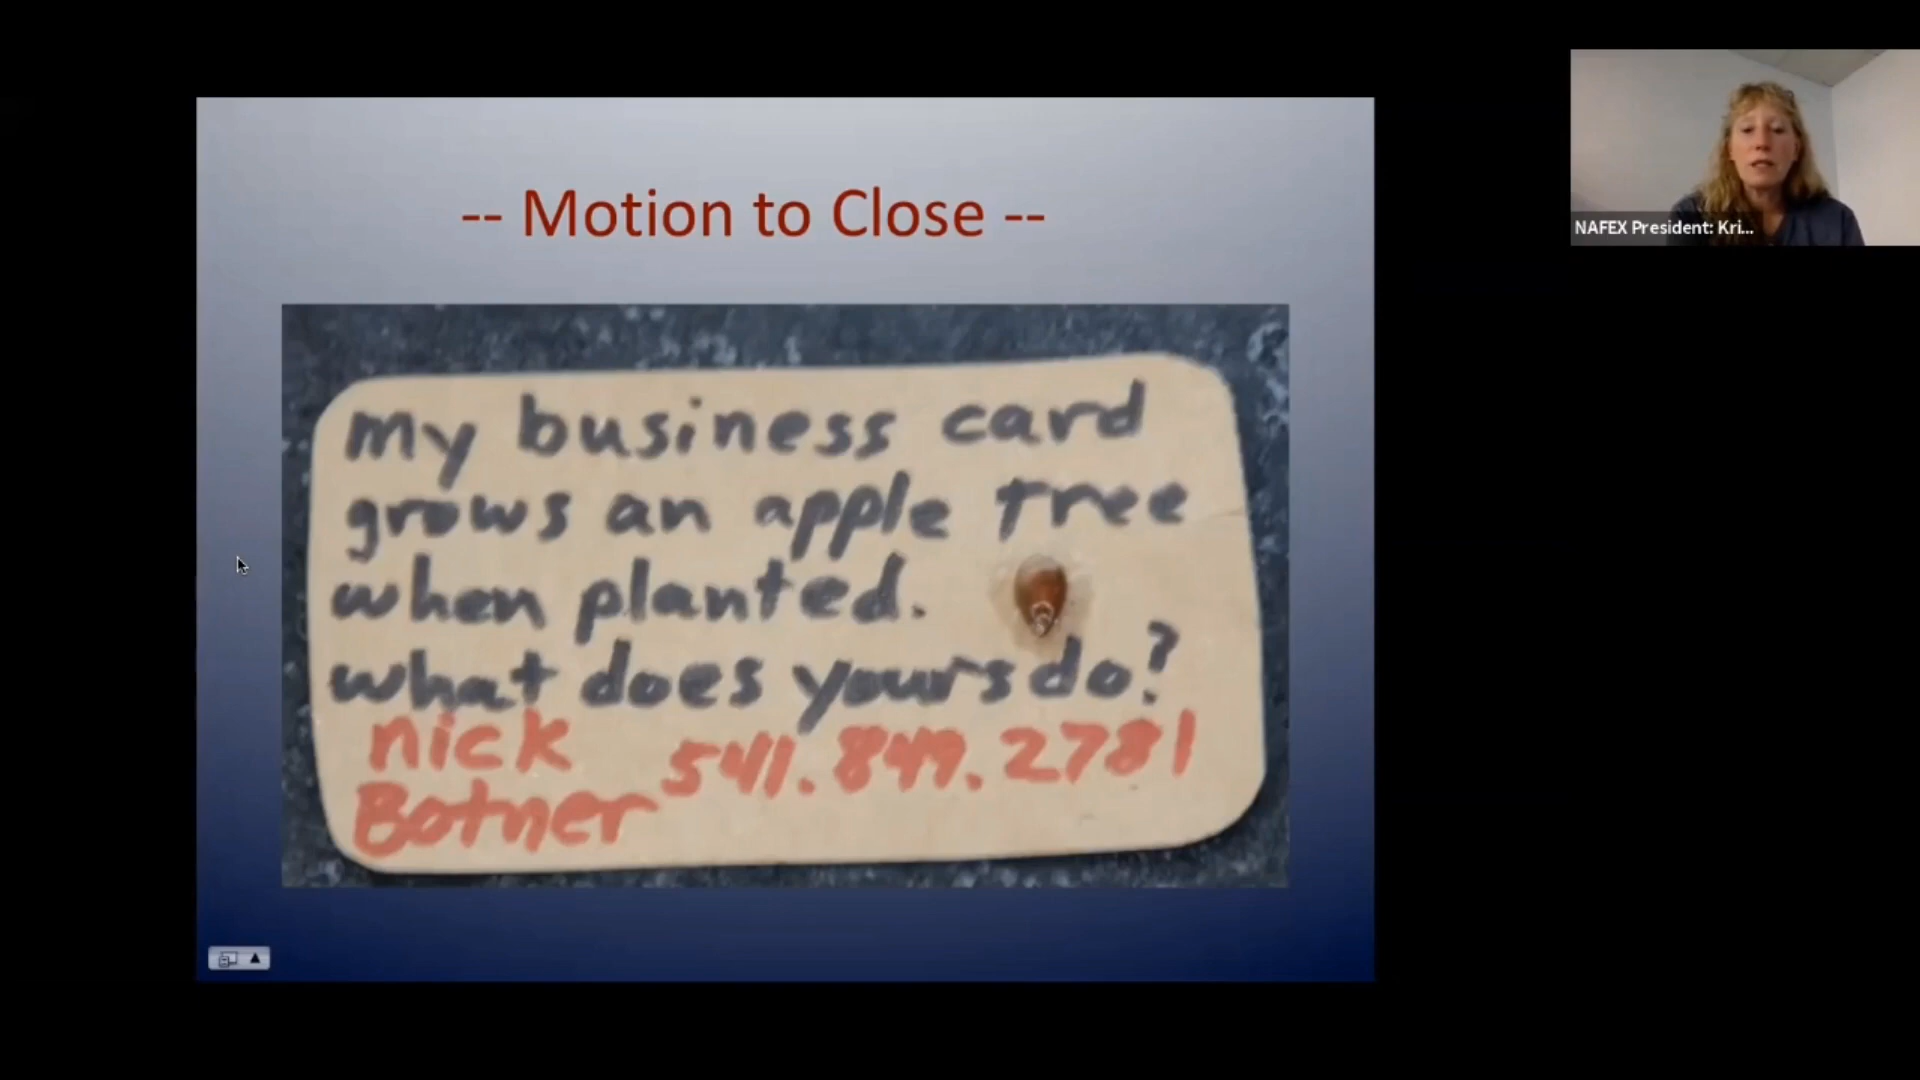 -- Motion to Close --
my business card
grows an apple tree
when planted.
what does yours do?
nick 541.849.2781
Botner
NAFEX President: Kri...